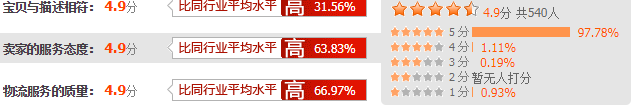 宝贝与描述相符： 4.9分 比同行业平均水平 高 31.56%
卖家的服务态度： 4.9分 比同行业平均水平 高 63.83%
物流服务的质量： 4.9分 比同行业平均水平 高 66.97%
4.9分 共540人
5分 97.78%
4分 1.11%
3分 0.19%
2分 暂无人打分
1分 0.93%